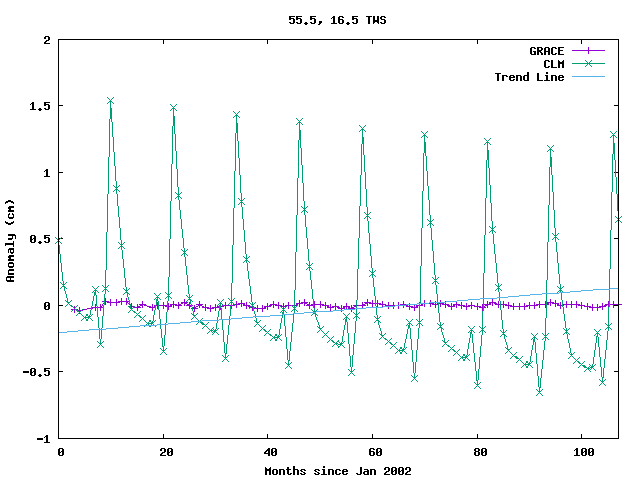 55.5, 16.5 TWS
GRACE
CLM
Trend Line
2
1.5
1
0.5
0
-0.5
-1
Anomaly (cm)
0 20 40 60 80 100
Months since Jan 2002